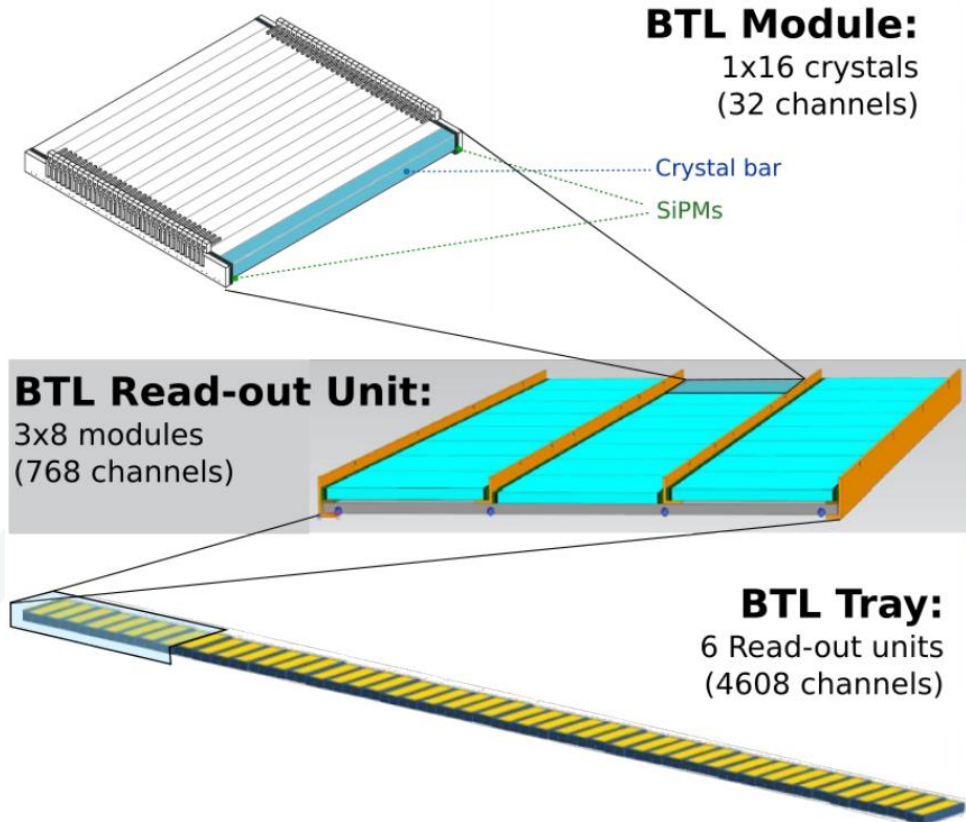 BTL Module:
1x16 crystals
(32 channels)
Crystal bar
SiPMs
BTL Read-out Unit:
3x8 modules
(768 channels)
BTL Tray:
6 Read-out units
(4608 channels)